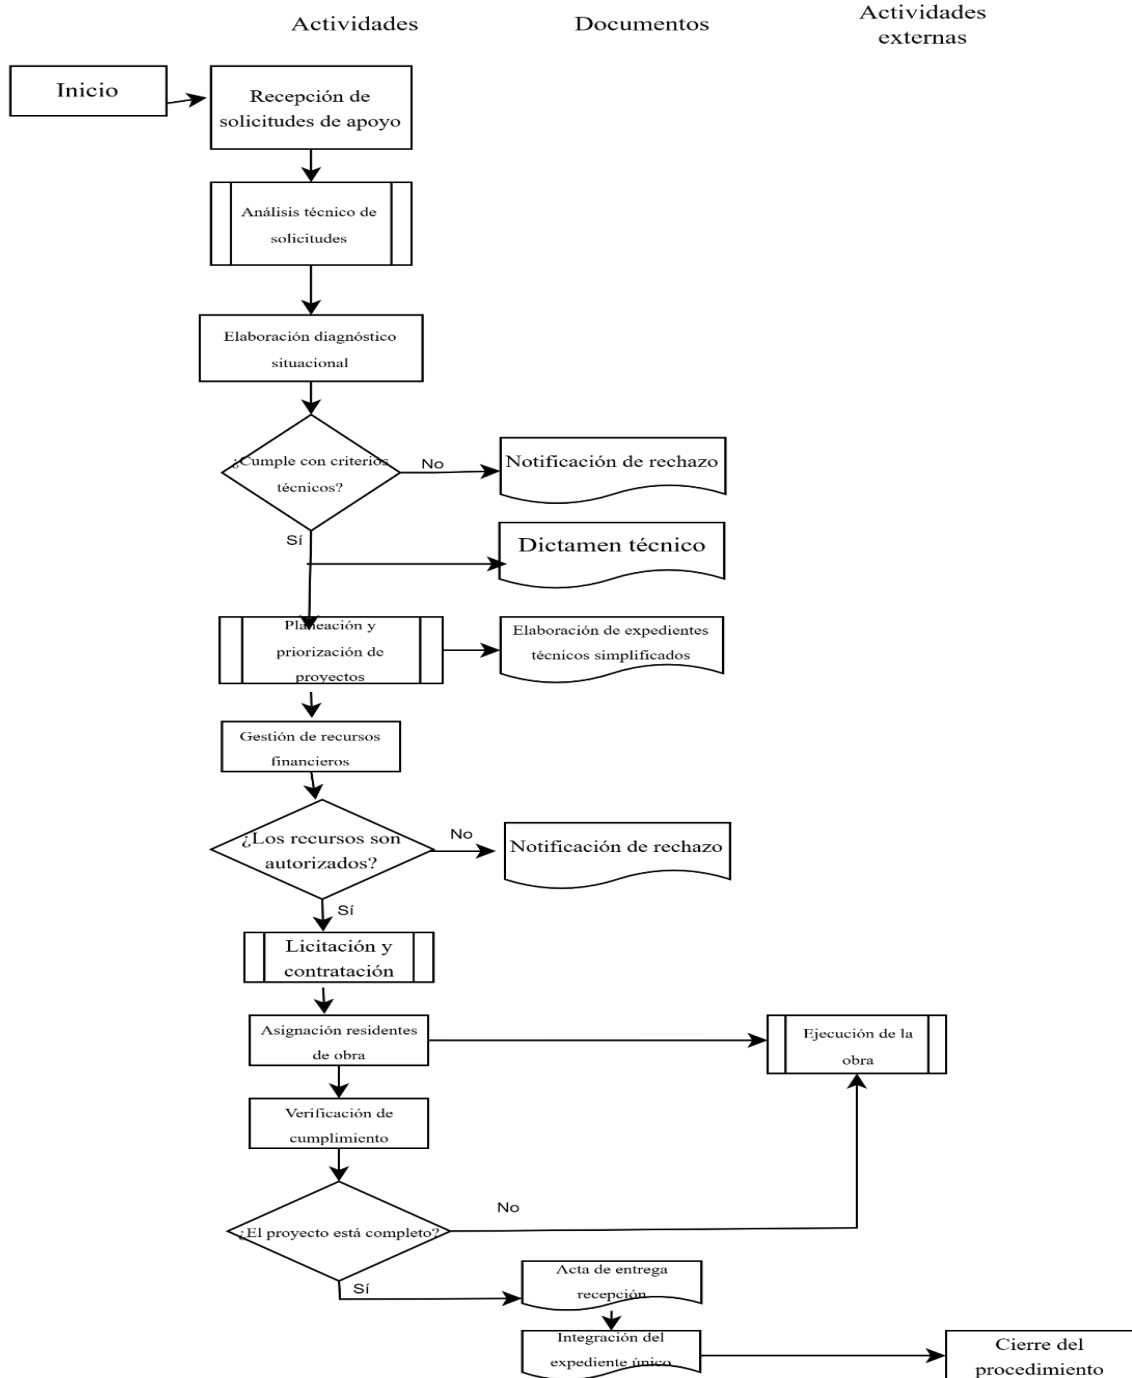 Actividades
Documentos
Actividades
externas
Inicio
Recepción de
solicitudes de apoyo
Análisis técnico de
solicitudes
Elaboración diagnóstico
situacional
¿Cumple con criterios
técnicos?
No
Notificación de rechazo
Sí
Dictamen técnico
Planeación y
priorización de
proyectos
Elaboración de expedientes
técnicos simplificados
Gestión de recursos
financieros
¿Los recursos son
autorizados?
No
Notificación de rechazo
Sí
Licitación y
contratación
Asignación residentes
de obra
Ejecución de la
obra
Verificación de
cumplimiento
¿El proyecto está completo?
No
Sí
Acta de entrega
recepción
Integración del
expediente único
Cierre del
procedimiento